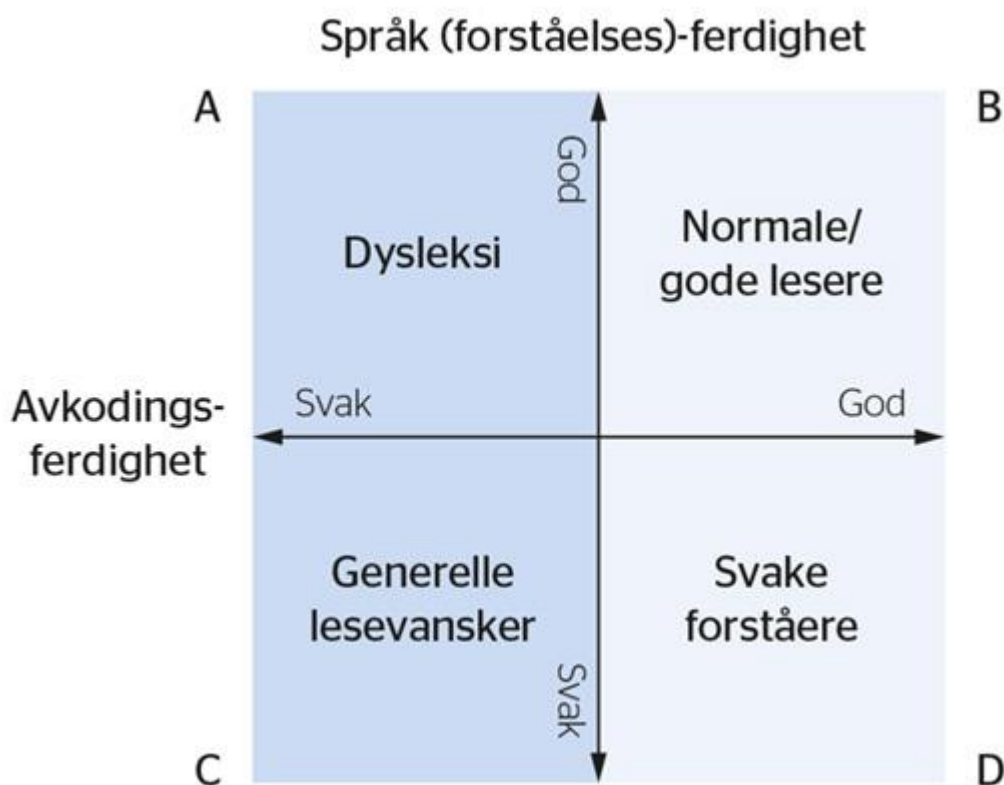 Språk (forståelses)-ferdighet
A
B
God
Dysleksi
Normale/
gode lesere
Avkodings-
ferdighet
Svak
God
Generelle
lesevansker
Svake
forståere
Svak
C
D